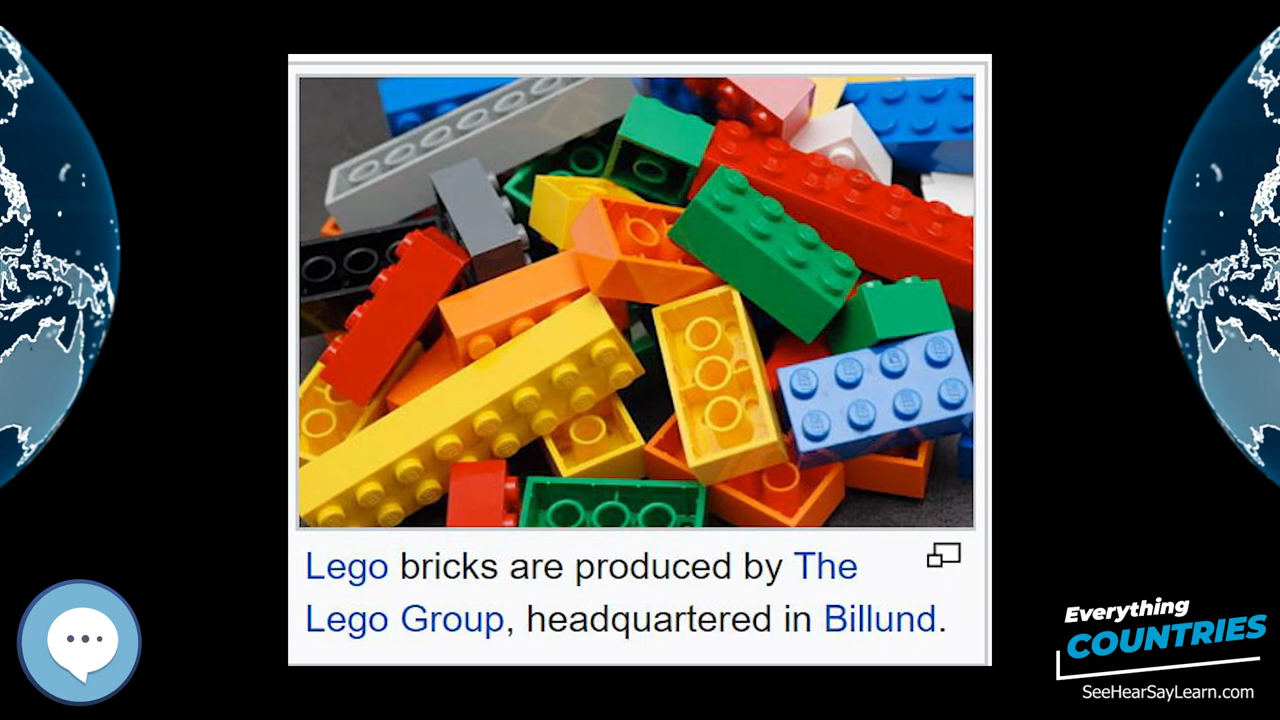 Lego bricks are produced by The
Lego Group, headquartered in Billund.
Everything
COUNTRIES
SeeHearSayLearn.com